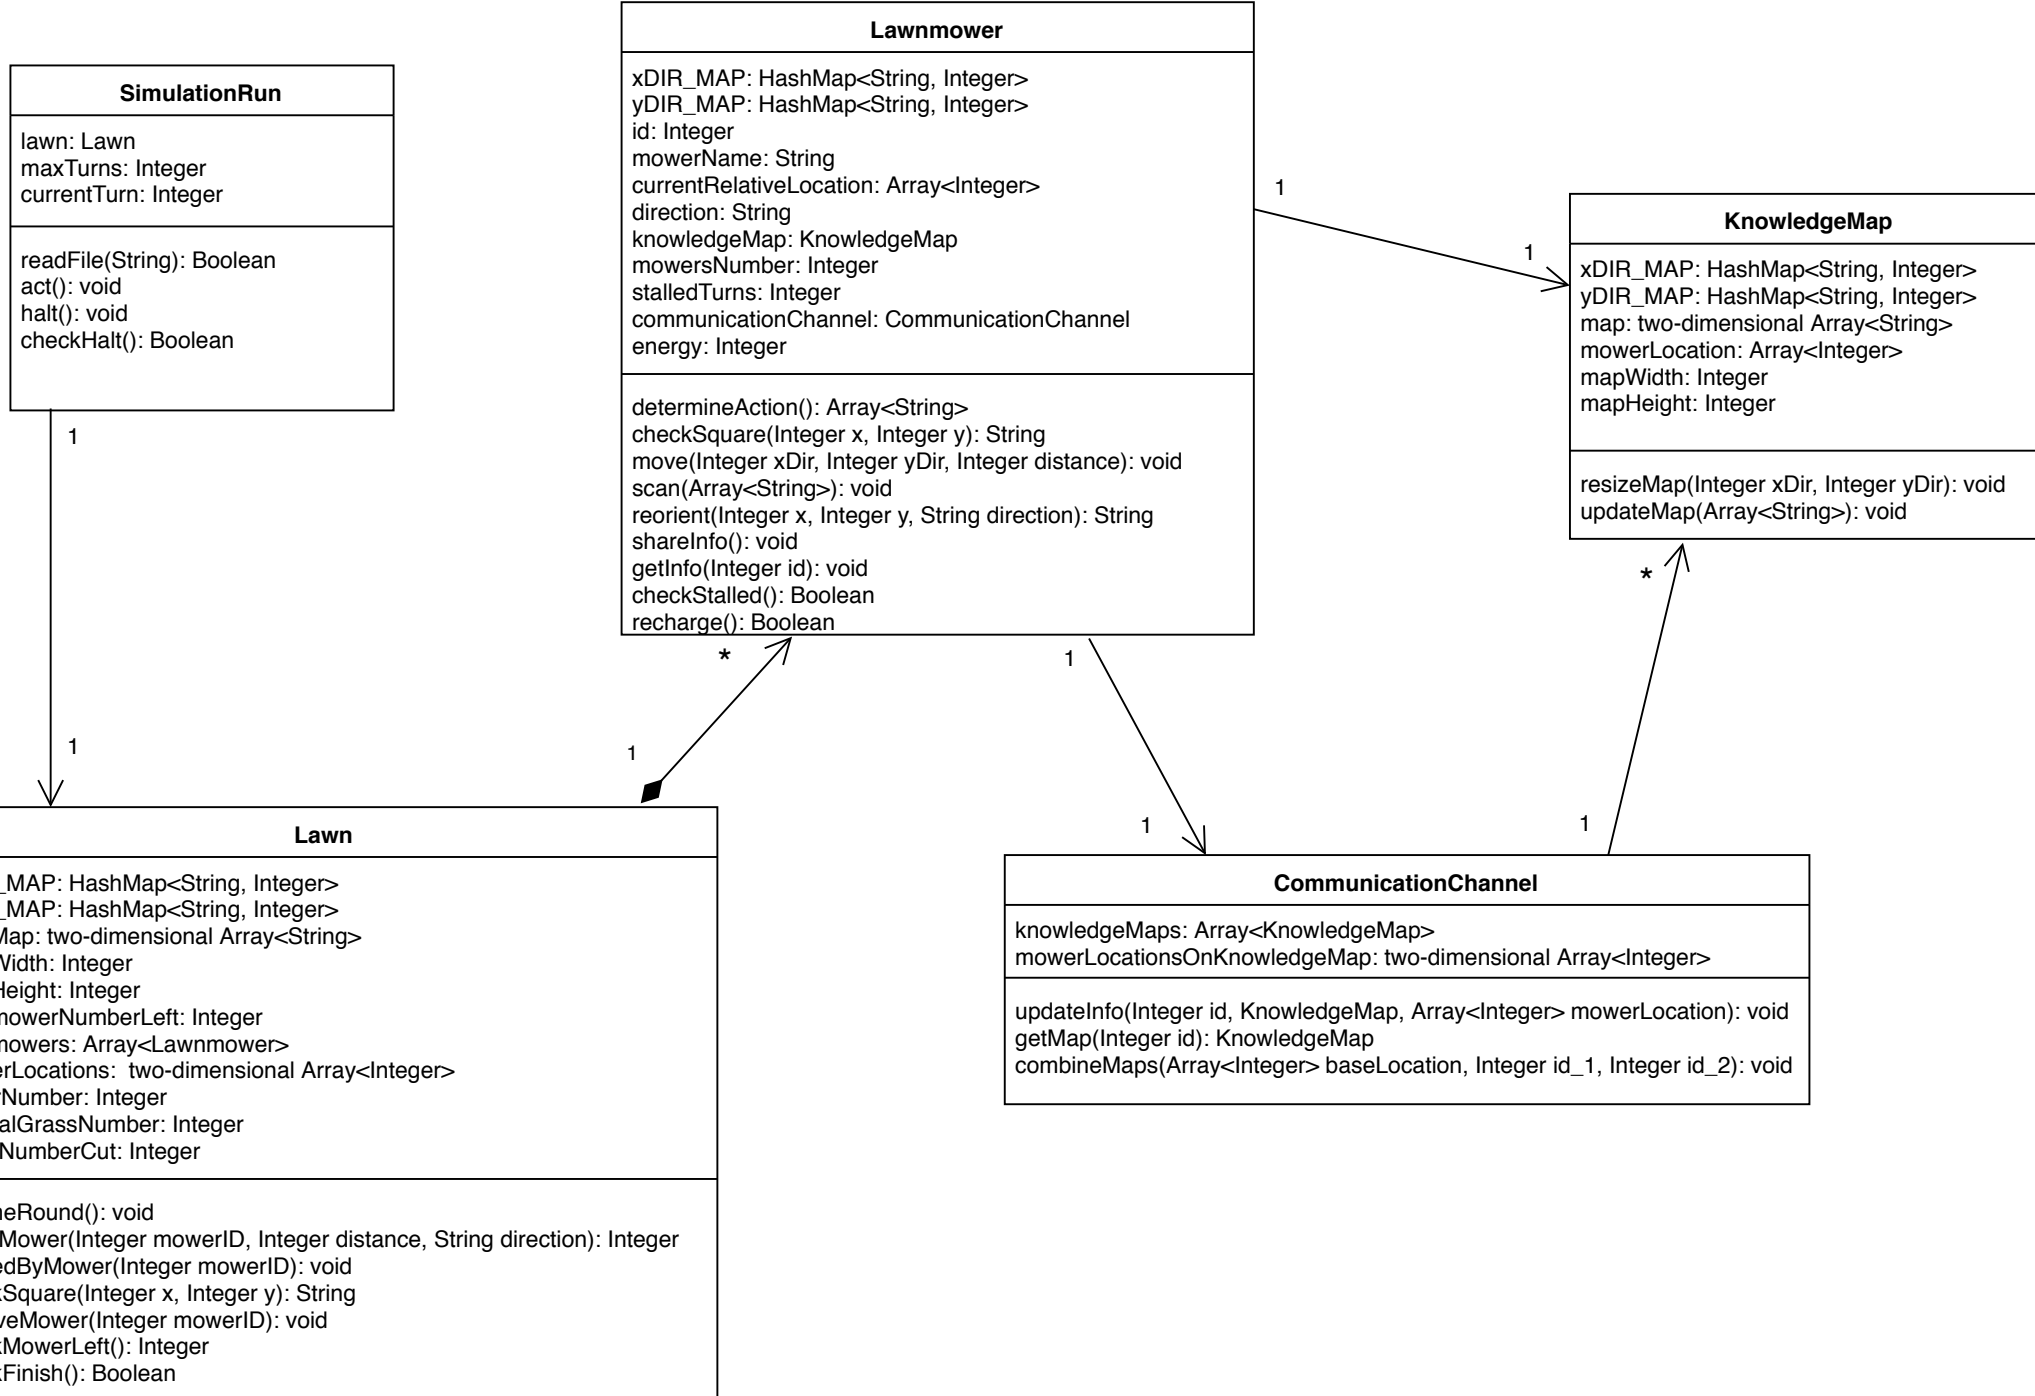 SimulationRun
lawn: Lawn
maxTurns: Integer
currentTurn: Integer
readFile(String): Boolean
act(): void
halt(): void
checkHalt(): Boolean
1
1
Lawnmower
xDIR_MAP: HashMap<String, Integer>
yDIR_MAP: HashMap<String, Integer>
id: Integer
mowerName: String
currentRelativeLocation: Array<Integer>
direction: String
knowledgeMap: KnowledgeMap
mowersNumber: Integer
stalledTurns: Integer
communicationChannel: CommunicationChannel
energy: Integer
determineAction(): Array<String>
checkSquare(Integer x, Integer y): String
move(Integer xDir, Integer yDir, Integer distance): void
scan(Array<String>): void
reorient(Integer x, Integer y, String direction): String
shareInfo(): void
getInfo(Integer id): void
checkStalled(): Boolean
recharge(): Boolean
1
1
KnowledgeMap
xDIR_MAP: HashMap<String, Integer>
yDIR_MAP: HashMap<String, Integer>
map: two-dimensional Array<String>
mowerLocation: Array<Integer>
mapWidth: Integer
mapHeight: Integer
resizeMap(Integer xDir, Integer yDir): void
updateMap(Array<String>): void
*
1
*
1
1
1
Lawn
_MAP: HashMap<String, Integer>
_MAP: HashMap<String, Integer>
Map: two-dimensional Array<String>
Width: Integer
Height: Integer
mowerNumberLeft: Integer
mowers: Array<Lawnmower>
erLocations: two-dimensional Array<Integer>
rNumber: Integer
alGrassNumber: Integer
NumberCut: Integer
neRound(): void
Mower(Integer mowerID, Integer distance, String direction): Integer
edByMower(Integer mowerID): void
kSquare(Integer x, Integer y): String
veMower(Integer mowerID): void
kMowerLeft(): Integer
kFinish(): Boolean
CommunicationChannel
knowledgeMaps: Array<KnowledgeMap>
mowerLocationsOnKnowledgeMap: two-dimensional Array<Integer>
updateInfo(Integer id, KnowledgeMap, Array<Integer> mowerLocation): void
getMap(Integer id): KnowledgeMap
combineMaps(Array<Integer> baseLocation, Integer id_1, Integer id_2): void